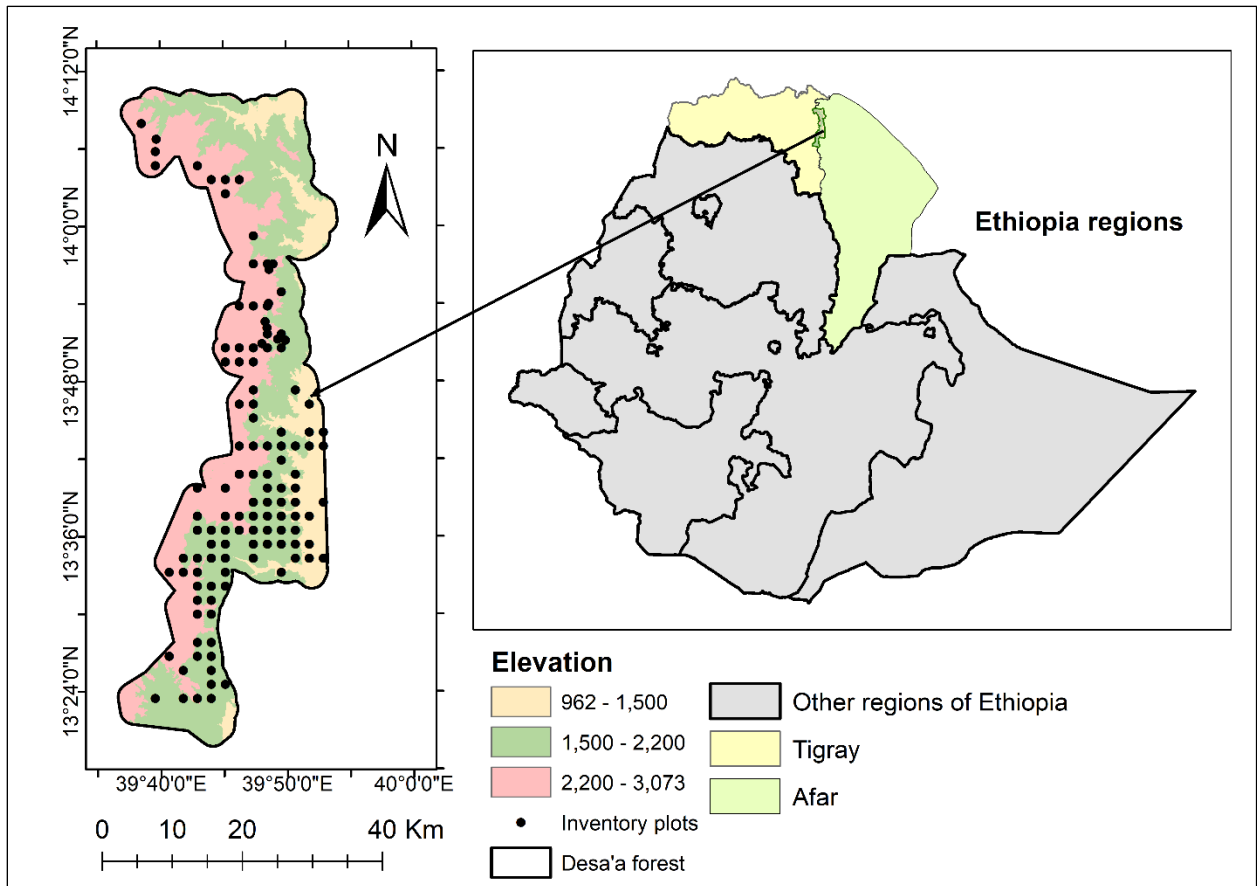 14°12'0"N
14°0'0"N
13°48'0"N
13°36'0"N
13°24'0"N
39°40'0"E
39°50'0"E
40°0'0"E
N
0 10 20 40 Km
Ethiopia regions
Elevation
962 - 1,500
1,500 - 2,200
2,200 - 3,073
Inventory plots
Desa'a forest
Other regions of Ethiopia
Tigray
Afar